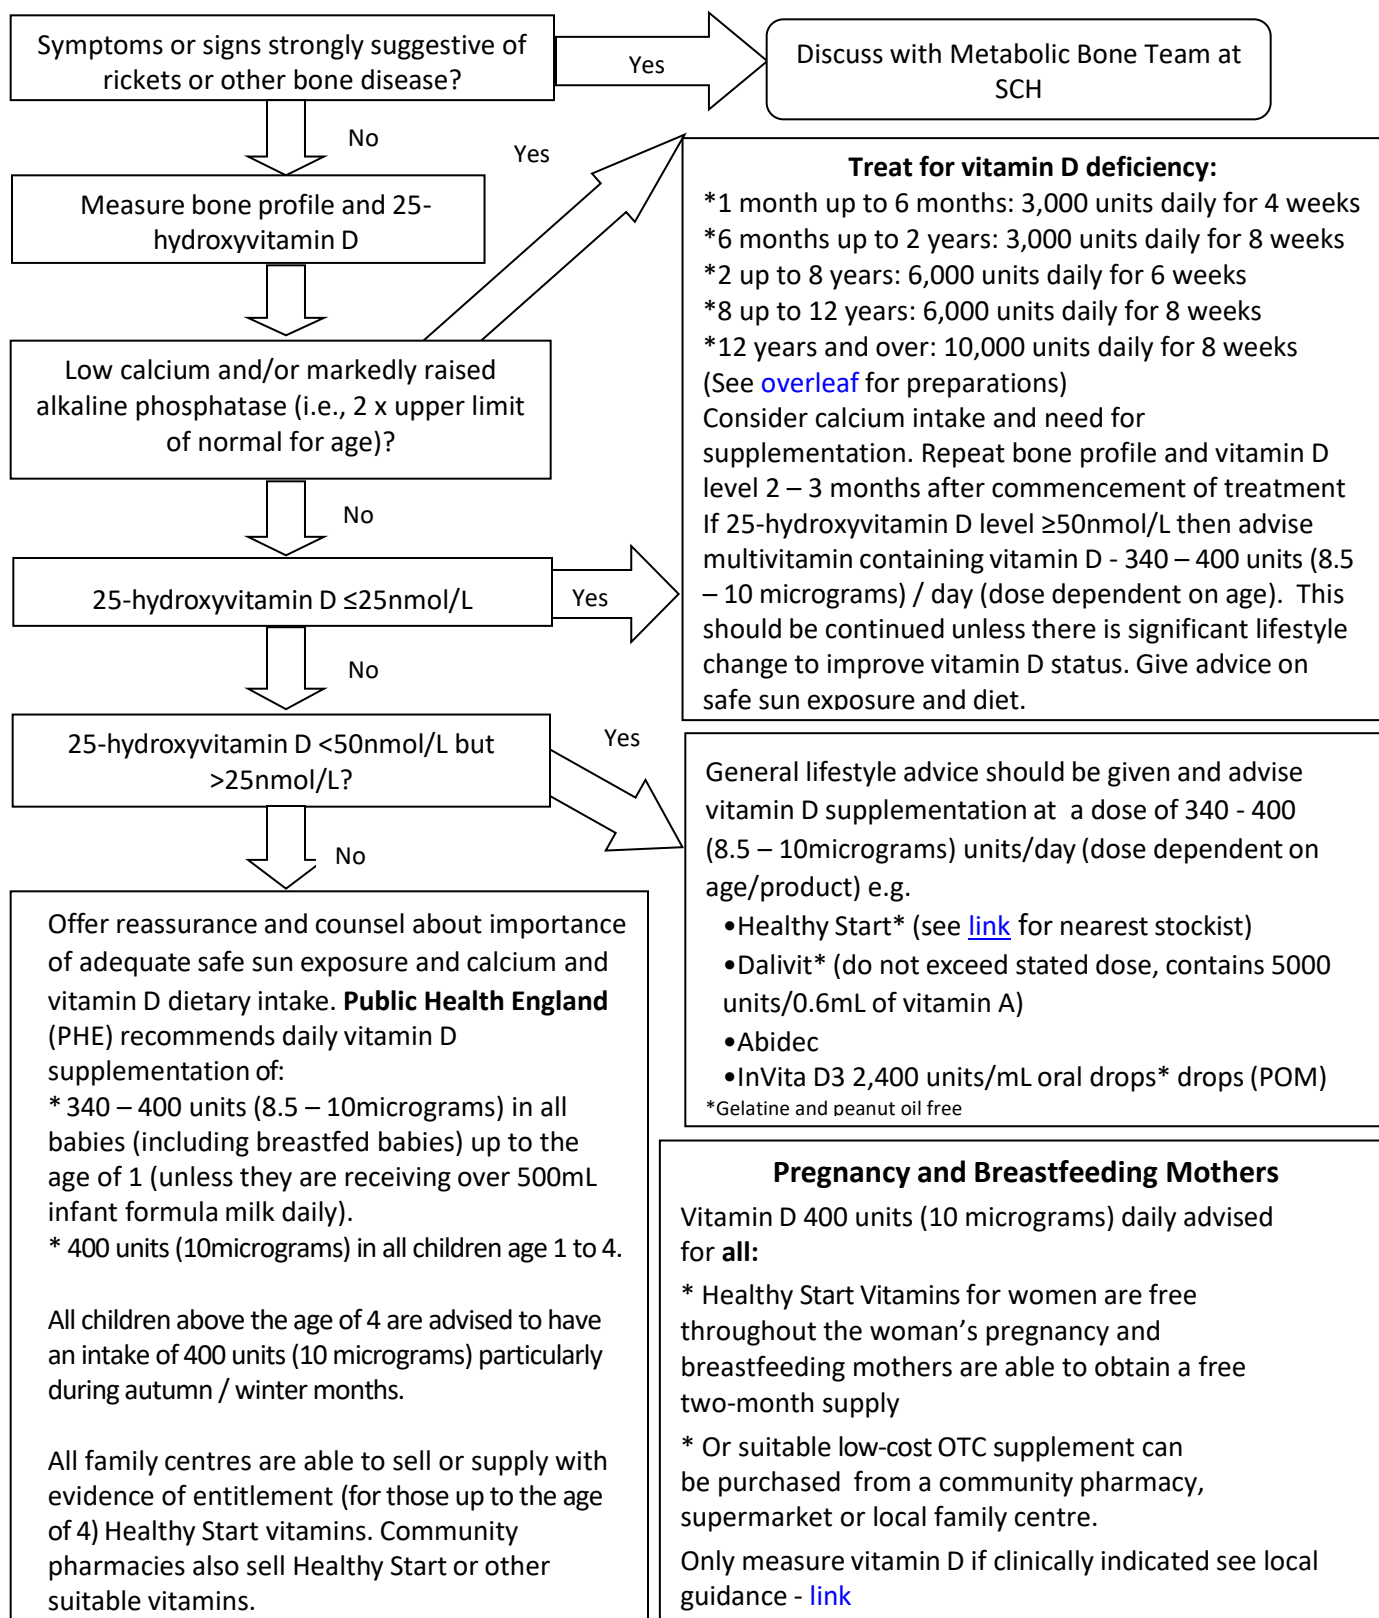 Symptoms or signs strongly suggestive of
rickets or other bone disease?
Yes
Discuss with Metabolic Bone Team at
SCH
No
Yes
Measure bone profile and 25-
hydroxyvitamin D
Low calcium and/or markedly raised
alkaline phosphatase (i.e., 2 x upper limit
of normal for age)?
No
25-hydroxyvitamin D ≤25nmol/L
Yes
No
25-hydroxyvitamin D <50nmol/L but
>25nmol/L?
Yes
No
Treat for vitamin D deficiency:
*1 month up to 6 months: 3,000 units daily for 4 weeks
*6 months up to 2 years: 3,000 units daily for 8 weeks
*2 up to 8 years: 6,000 units daily for 6 weeks
*8 up to 12 years: 6,000 units daily for 8 weeks
*12 years and over: 10,000 units daily for 8 weeks
(See overleaf for preparations)
Consider calcium intake and need for
supplementation. Repeat bone profile and vitamin D
level 2 – 3 months after commencement of treatment
If 25-hydroxyvitamin D level ≥50nmol/L then advise
multivitamin containing vitamin D - 340 – 400 units (8.5
– 10 micrograms) / day (dose dependent on age). This
should be continued unless there is significant lifestyle
change to improve vitamin D status. Give advice on
safe sun exposure and diet.
General lifestyle advice should be given and advise
vitamin D supplementation at a dose of 340 - 400
(8.5 – 10micrograms) units/day (dose dependent on
age/product) e.g.
•Healthy Start* (see link for nearest stockist)
•Dalivit* (do not exceed stated dose, contains 5000
units/0.6mL of vitamin A)
•Abidec
•InVita D3 2,400 units/mL oral drops* drops (POM)
*Gelatine and peanut oil free
Offer reassurance and counsel about importance
of adequate safe sun exposure and calcium and
vitamin D dietary intake. Public Health England
(PHE) recommends daily vitamin D
supplementation of:
* 340 – 400 units (8.5 – 10micrograms) in all
babies (including breastfed babies) up to the
age of 1 (unless they are receiving over 500mL
infant formula milk daily).
* 400 units (10micrograms) in all children age 1 to 4.
All children above the age of 4 are advised to have
an intake of 400 units (10 micrograms) particularly
during autumn / winter months.
All family centres are able to sell or supply with
evidence of entitlement (for those up to the age
of 4) Healthy Start vitamins. Community
pharmacies also sell Healthy Start or other
suitable vitamins.
Pregnancy and Breastfeeding Mothers
Vitamin D 400 units (10 micrograms) daily advised
for all:
* Healthy Start Vitamins for women are free
throughout the woman’s pregnancy and
breastfeeding mothers are able to obtain a free
two-month supply
* Or suitable low-cost OTC supplement can
be purchased from a community pharmacy,
supermarket or local family centre.
Only measure vitamin D if clinically indicated see local
guidance - link